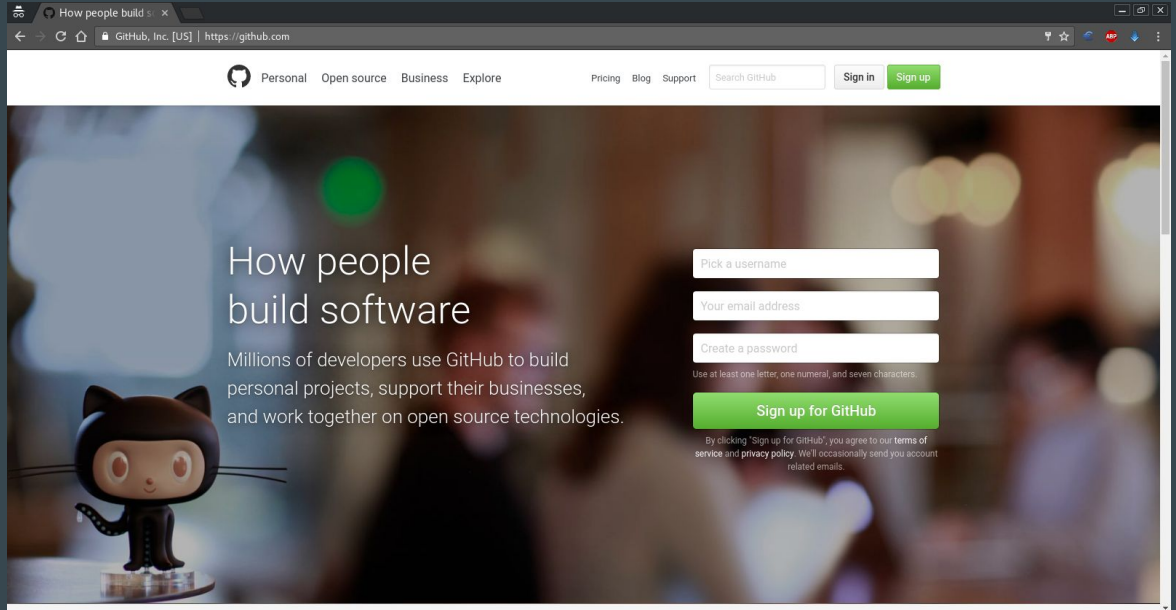 How people build s
GitHub, Inc. [US] | https://github.com
ABP
Personal Open source Business Explore Pricing Blog Support Search GitHub Sign in Sign up
How people
build software
Millions of developers use GitHub to build
personal projects, support their businesses,
and work together on open source technologies.
Pick a username
Your email address
Create a password
Use at least one letter, one numeral, and seven characters.
Sign up for GitHub
By clicking "Sign up for GitHub", you agree to our terms of
service and privacy policy. We'll occasionally send you account
related emails.